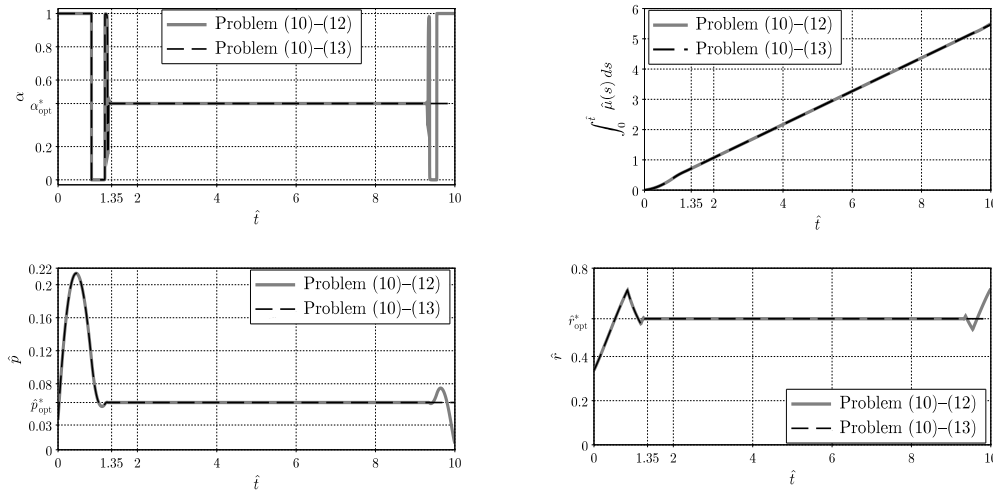 1
0.8
0.6
α*opt
0.2
0
α
0
1.35
2
4
6
8
10
t̂
Problem (10)–(12)
Problem (10)–(13)
6
5
4
3
2
1
0
∫₀^t̂ μ̂(s) ds
0
1.35
2
4
6
8
10
t̂
Problem (10)–(12)
Problem (10)–(13)
0.22
0.2
0.16
0.12
0.08
p̂*opt
0.03
0
p̂
0
1.35
2
4
6
8
10
t̂
Problem (10)–(12)
Problem (10)–(13)
0.8
r̂*opt
0.4
0.2
0
r̂
0
1.35
2
4
6
8
10
t̂
Problem (10)–(12)
Problem (10)–(13)